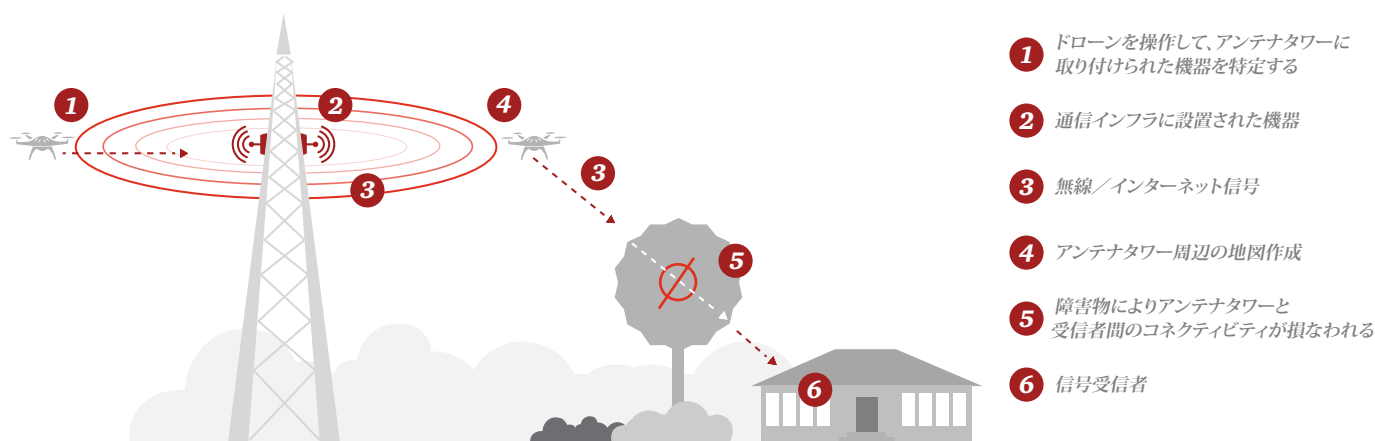 1
2
4
3
3
5
6
1 ドローンを操作して、アンテナタワーに
取り付けられた機器を特定する
2 通信インフラに設置された機器
3 無線／インターネット信号
4 アンテナタワー周辺の地図作成
5 障害物によりアンテナタワーと
受信者間のコネクティビティが損なわれる
6 信号受信者